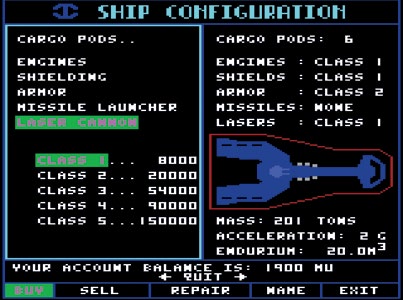 SHIP CONFIGURATION
CARGO PODS..
ENGINES
SHIELDING
ARMOR
MISSILE LAUNCHER
LASER CANNON
CLASS 1... 8000
CLASS 2... 20000
CLASS 3... 54000
CLASS 4... 90000
CLASS 5...150000
CARGO PODS: 6
ENGINES : CLASS 1
SHIELDS : CLASS 1
ARMOR : CLASS 2
MISSILES: NONE
LASERS : CLASS 1
MASS: 201 TONS
ACCELERATION: 2 G
ENDURIUM: 20.0M3
YOUR ACCOUNT BALANCE IS: 1900 MU
← QUIT →
BUY SELL REPAIR NAME EXIT